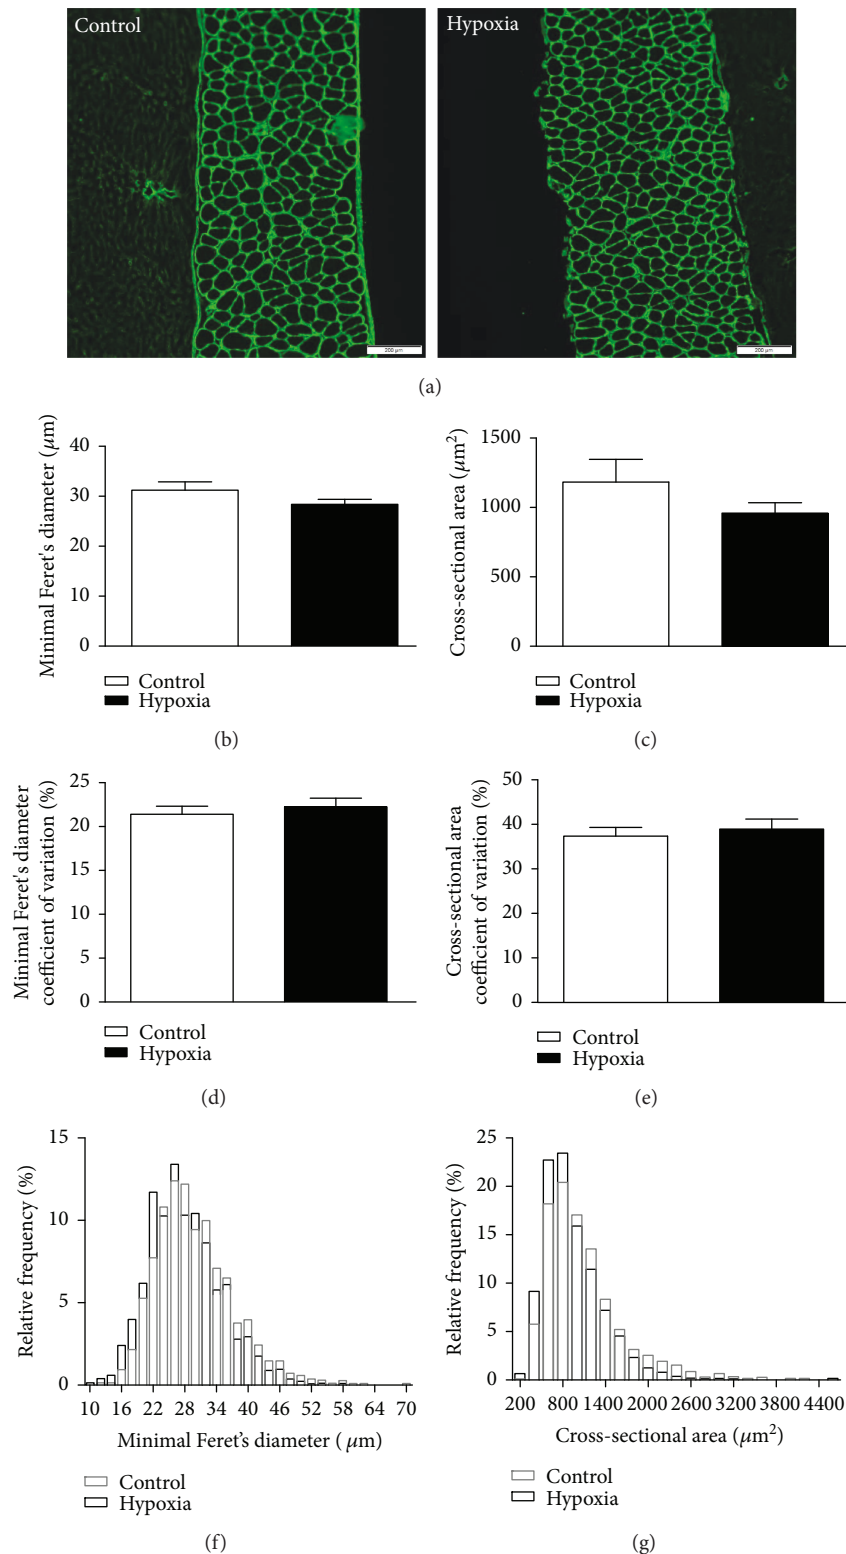 Control
Hypoxia
200 μm
200 μm
(a)
Minimal Feret's diameter (μm)
40
30
20
10
0
Control
Hypoxia
(b)
Cross-sectional area (μm²)
1500
1000
500
0
Control
Hypoxia
(c)
Minimal Feret's diameter
coefficient of variation (%)
25
20
15
10
5
0
Control
Hypoxia
(d)
Cross-sectional area
coefficient of variation (%)
50
40
30
20
10
0
Control
Hypoxia
(e)
Relative frequency (%)
15
10
5
0
10 16 22 28 34 40 46 52 58 64 70
Minimal Feret's diameter ( μm)
Control
Hypoxia
(f)
Relative frequency (%)
25
20
15
10
5
0
200 800 1400 2000 2600 3200 3800 4400
Cross-sectional area (μm²)
Control
Hypoxia
(g)